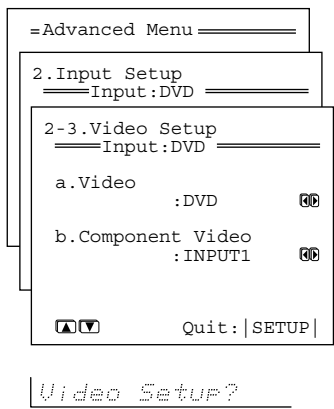 Advanced Menu
2.Input Setup
Input:DVD
2-3.Video Setup
Input:DVD
a.Video
:DVD
b.Component Video
:INPUT1
Quit:|SETUP|
Video Setup?